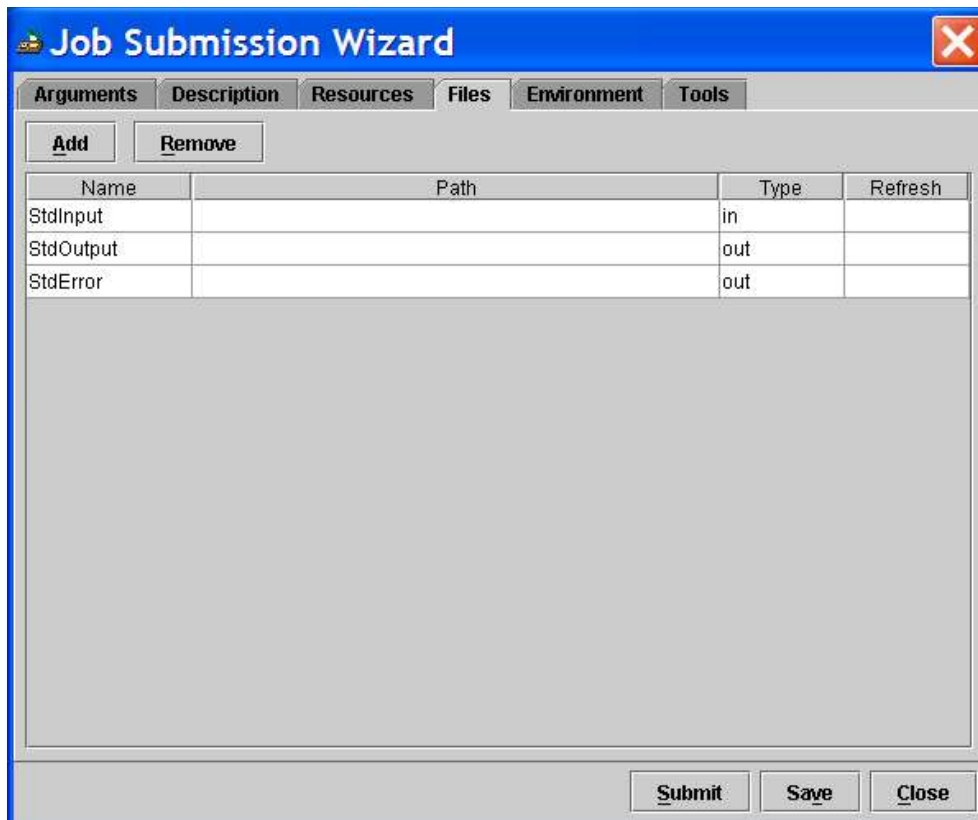 Job Submission Wizard
Arguments Description Resources Files Environment Tools
Add Remove
Name Path Type Refresh
StdInput in
StdOutput out
StdError out
Submit Save Close